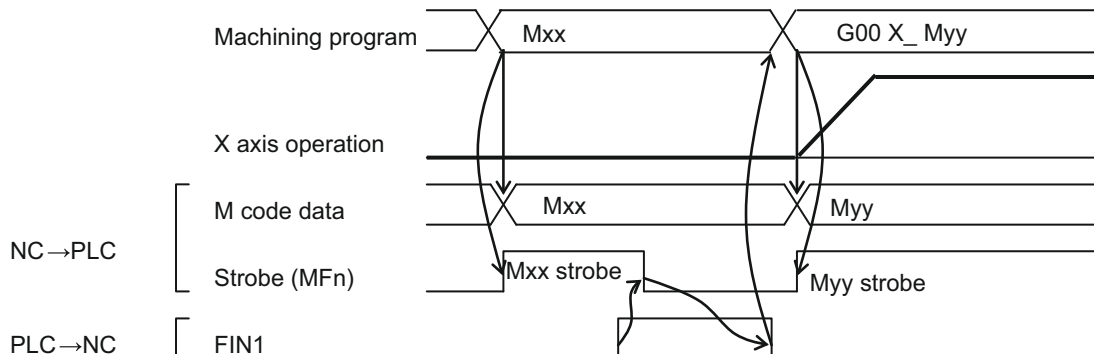 Machining program
Mxx
G00 X_ Myy
X axis operation
M code data
Mxx
Myy
NC→PLC
Strobe (MFn)
Mxx strobe
Myy strobe
PLC→NC
FIN1